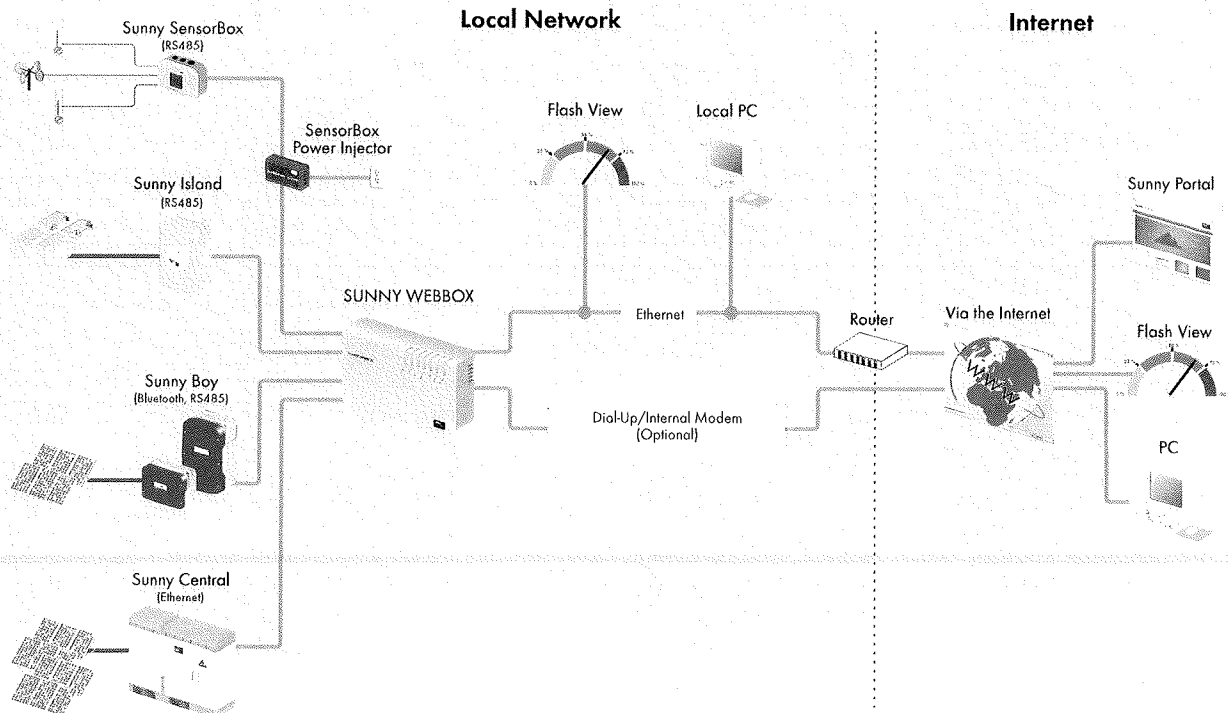 Local Network
Internet
Sunny SensorBox
(RS485)
SensorBox
Power Injector
Flash View
Local PC
Sunny Island
(RS485)
Sunny Portal
SUNNY WEBBOX
Ethernet
Router
Via the Internet
Flash View
Sunny Boy
(Bluetooth, RS485)
Dial-Up/Internal Modem
(Optional)
PC
Sunny Central
(Ethernet)